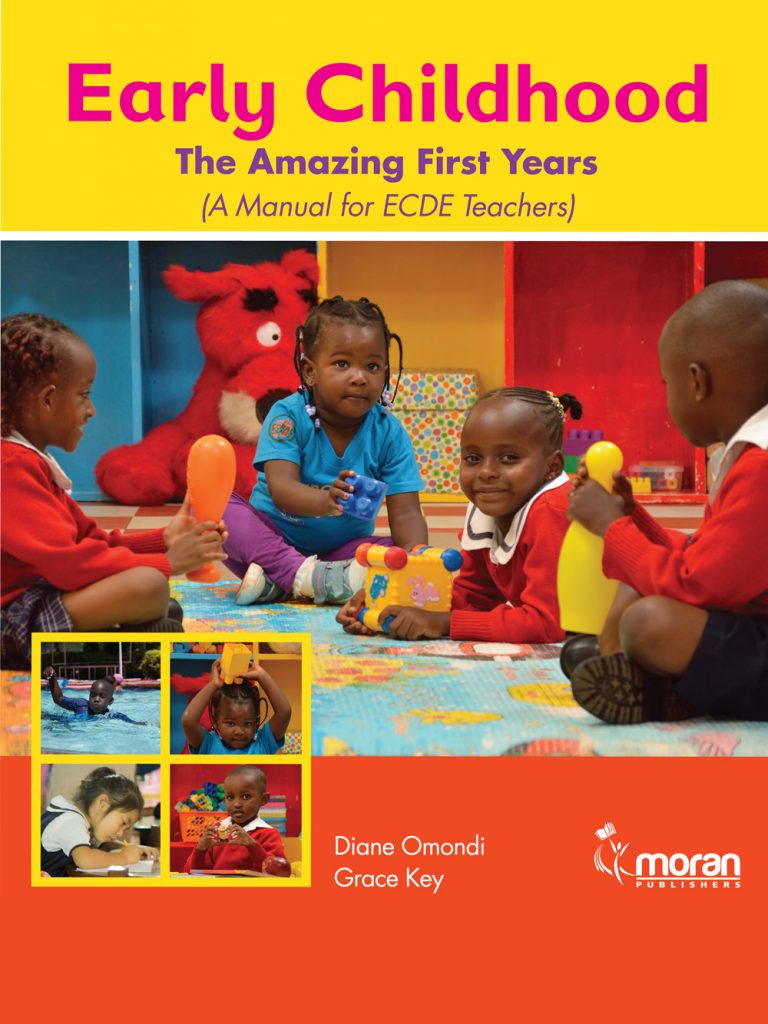 Early Childhood
The Amazing First Years
(A Manual for ECDE Teachers)
Diane Omondi
Grace Key
moran
PUBLISHERS